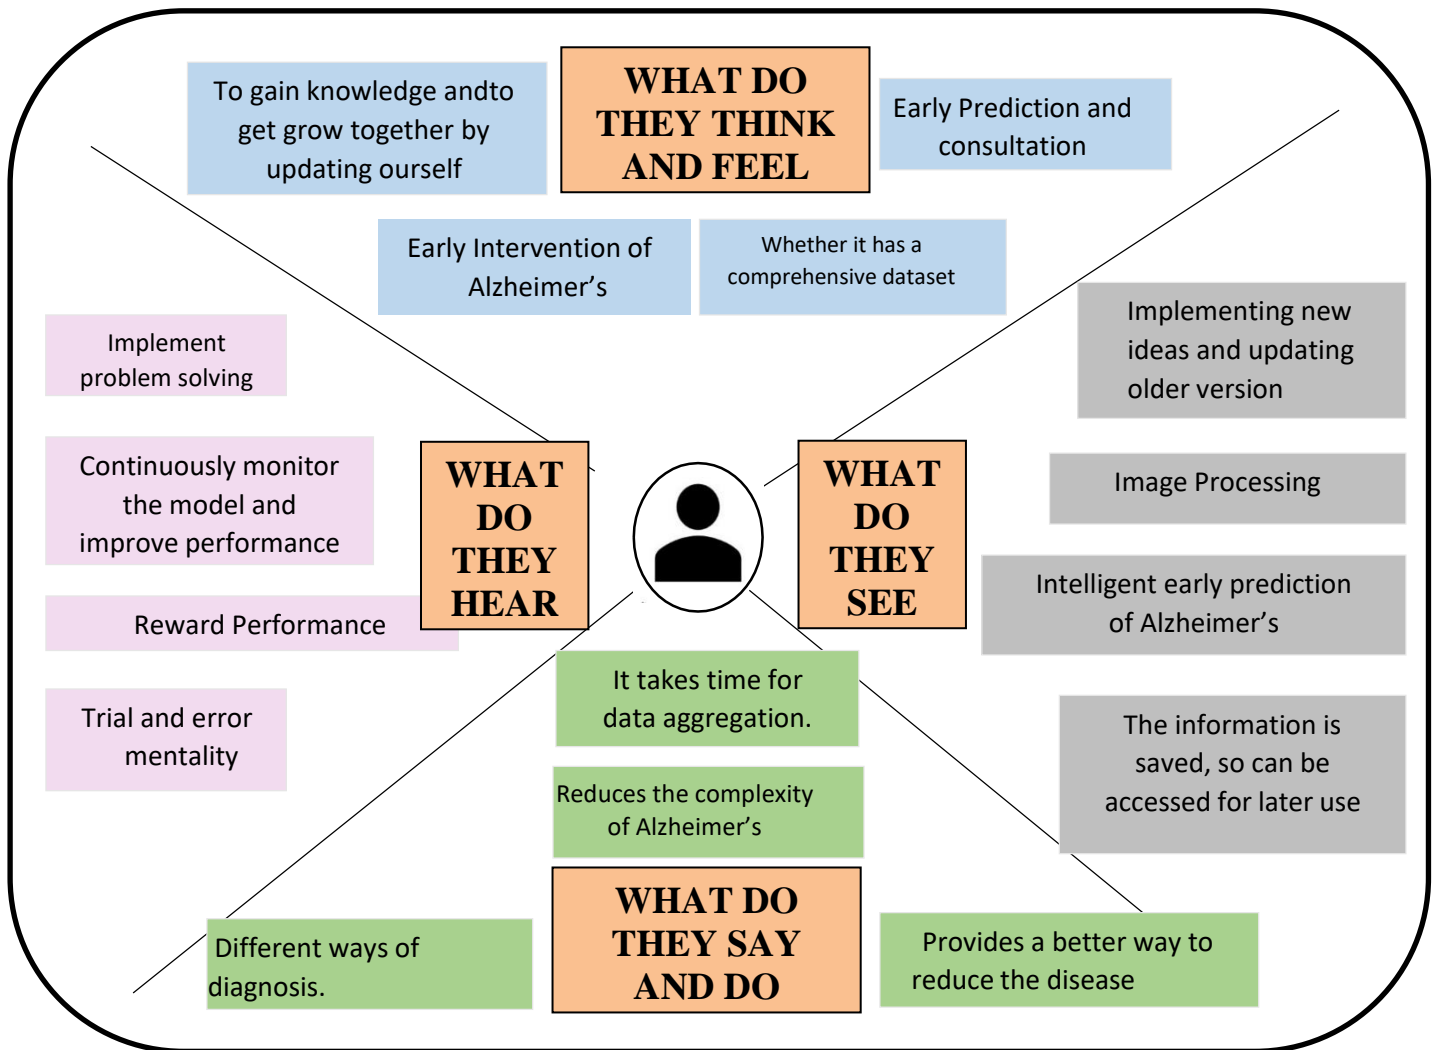 To gain knowledge andto
get grow together by
updating ourself
WHAT DO
THEY THINK
AND FEEL
Early Prediction and
consultation
Early Intervention of
Alzheimer’s
Whether it has a
comprehensive dataset
Implement
problem solving
Continuously monitor
the model and
improve performance
Reward Performance
Trial and error
mentality
WHAT
DO
THEY
HEAR
WHAT
DO
THEY
SEE
Implementing new
ideas and updating
older version
Image Processing
Intelligent early prediction
of Alzheimer’s
The information is
saved, so can be
accessed for later use
It takes time for
data aggregation.
Reduces the complexity
of Alzheimer’s
Different ways of
diagnosis.
WHAT DO
THEY SAY
AND DO
Provides a better way to
reduce the disease